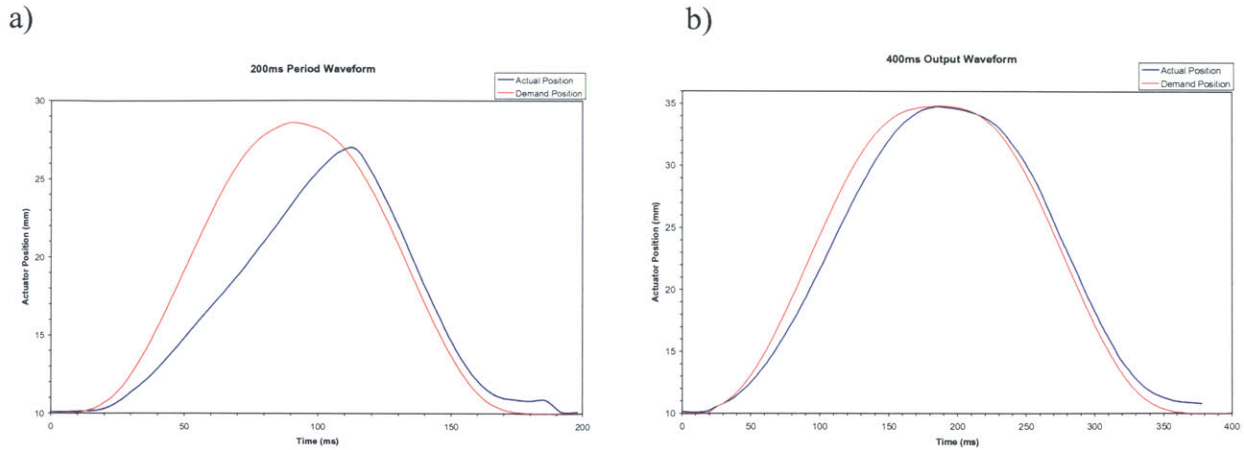 a)
200ms Period Waveform
Actual Position
Demand Position
30
25
20
15
10
Actuator Position (mm)
0
50
100
150
200
Time (ms)
b)
400ms Output Waveform
Actual Position
Demand Position
35
30
25
20
15
10
Actuator Position (mm)
0
50
100
150
200
250
300
350
400
Time (ms)